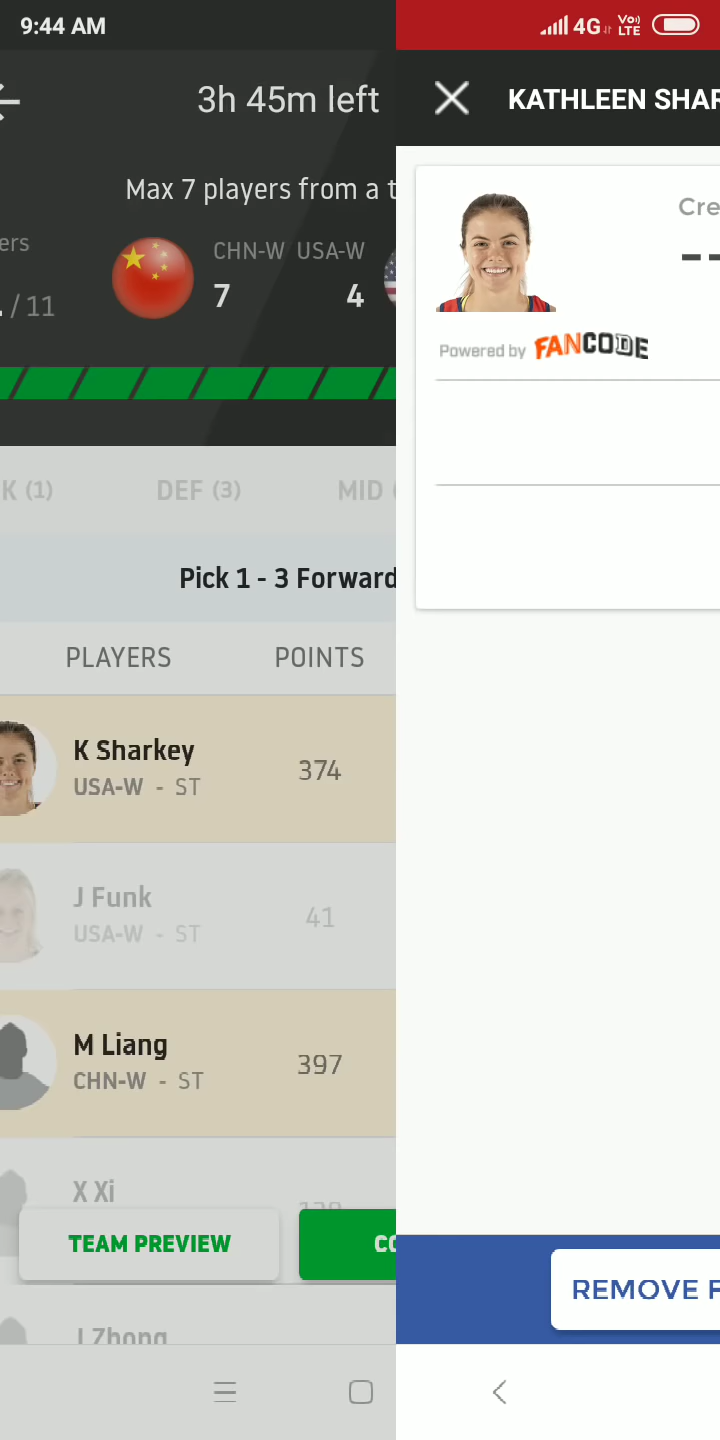 9:44 AM
4G
Vo))
LTE
3h 45m left
KATHLEEN SHAR
Max 7 players from a t
ers
CHN-W USA-W
/ 11
7
4
Cre
--
Powered by FANCODE
K (1)
DEF (3)
MID (
Pick 1 - 3 Forward
PLAYERS
POINTS
K Sharkey
374
USA-W - ST
J Funk
41
USA-W - ST
M Liang
397
CHN-W - ST
X Xi
TEAM PREVIEW
CO
REMOVE F
J Zhong